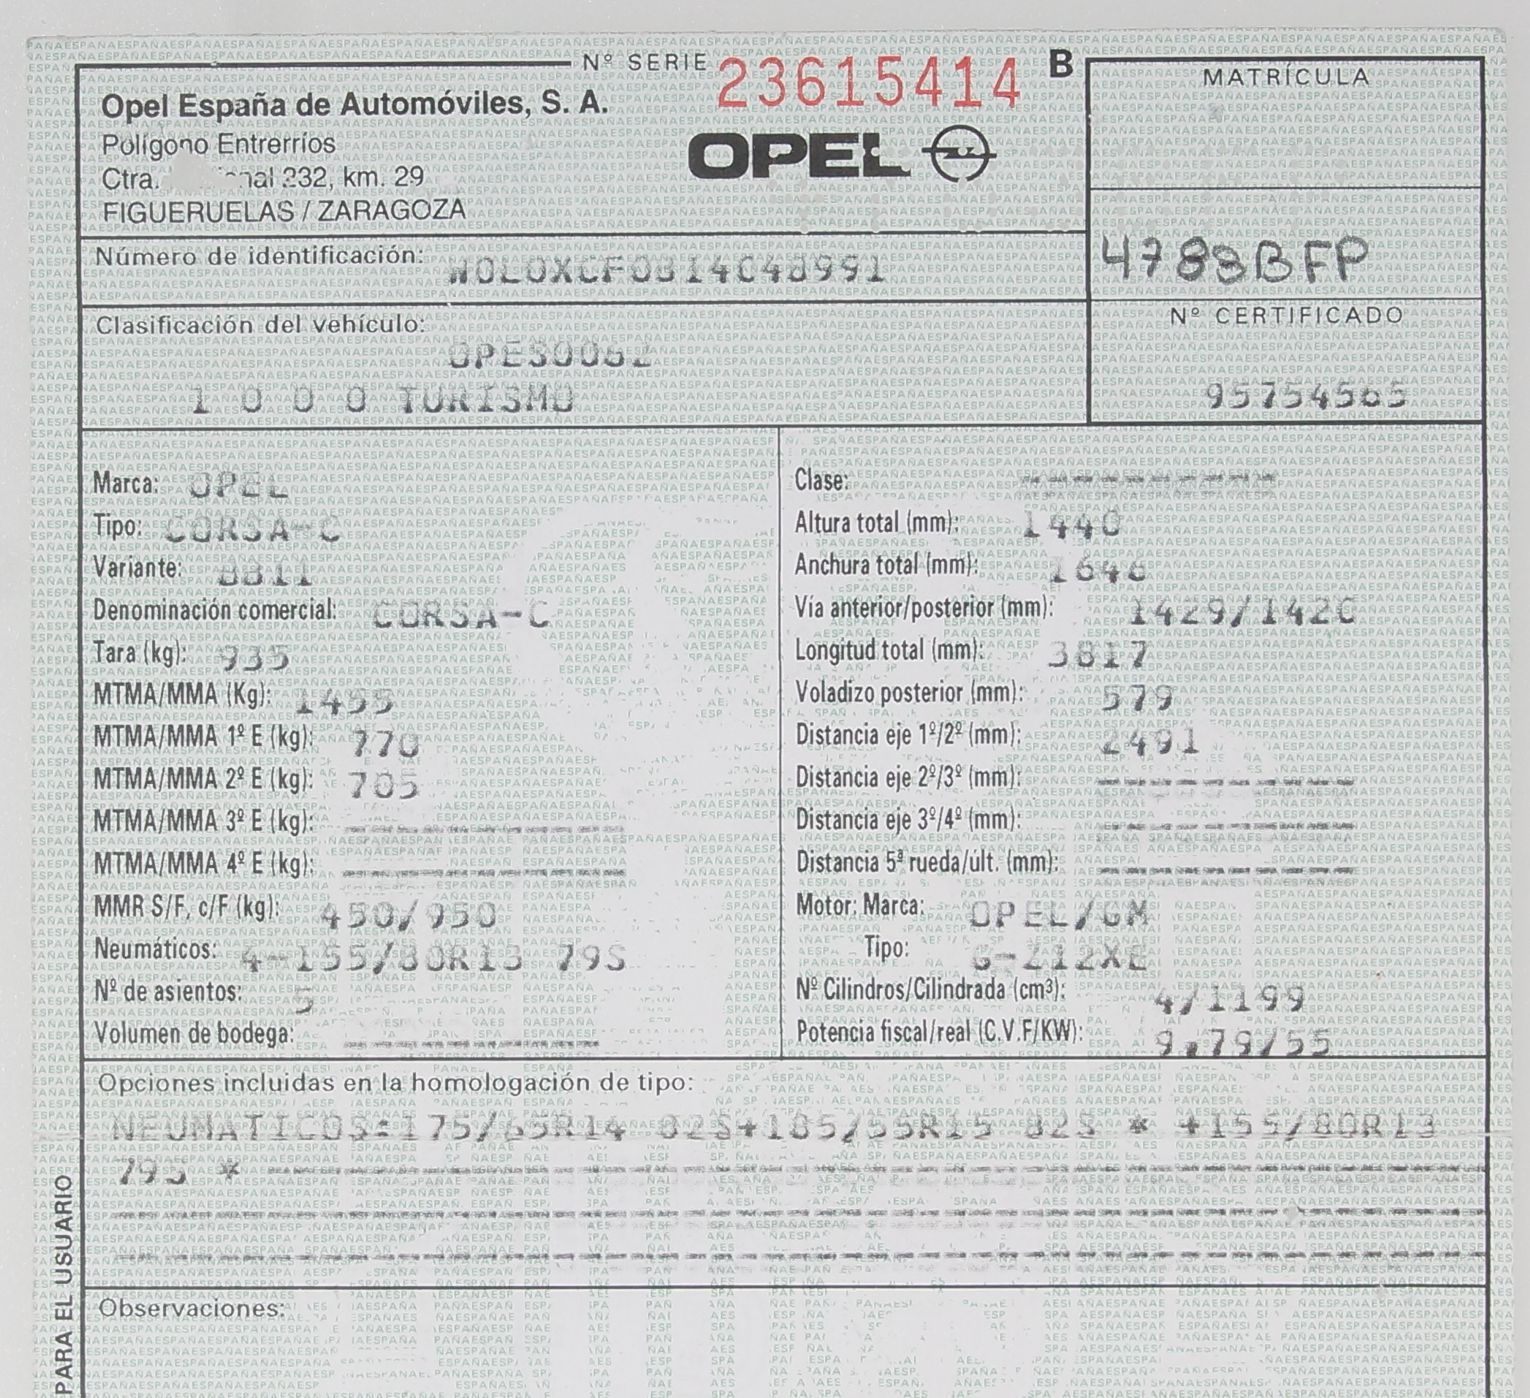 Nº SERIE 23615414 B
Opel España de Automóviles, S. A.
Polígono Entrerríos
Ctra. 232, km. 29
FIGUERUELAS / ZARAGOZA
OPEL
MATRÍCULA
4788BFP
Número de identificación: W0L0XCF0814C48991
Nº CERTIFICADO
95754565
Clasificación del vehículo:
OPE30062
1 0 0 0 TURISMO
Marca: OPEL
Tipo: CORSA-C
Variante:
Denominación comercial: CORSA-C
Tara (kg): 935
MTMA/MMA (Kg): 1455
MTMA/MMA 1º E (kg): 770
MTMA/MMA 2º E (kg): 705
MTMA/MMA 3º E (kg): ----------
MTMA/MMA 4º E (kg): ----------
MMR S/F, c/F (kg): 450/950
Neumáticos: 4-155/80R13 79S
Nº de asientos: 5
Volumen de bodega: ----------
Clase: ----------
Altura total (mm): 1440
Anchura total (mm): 1646
Vía anterior/posterior (mm): 1429/1420
Longitud total (mm): 3817
Voladizo posterior (mm): 579
Distancia eje 1º/2º (mm): 2491
Distancia eje 2º/3º (mm): ----------
Distancia eje 3º/4º (mm): ----------
Distancia 5ª rueda/últ. (mm): ----------
Motor: Marca: OPEL/GM
Tipo: G-Z12XE
Nº Cilindros/Cilindrada (cm³): 4/1199
Potencia fiscal/real (C.V.F/KW): 9.79/55
Opciones incluidas en la homologación de tipo:
NEUMATICOS:175/65R14 82S+185/55R15 82S * +155/80R13
79S * ----------
Observaciones:
PARA EL USUARIO